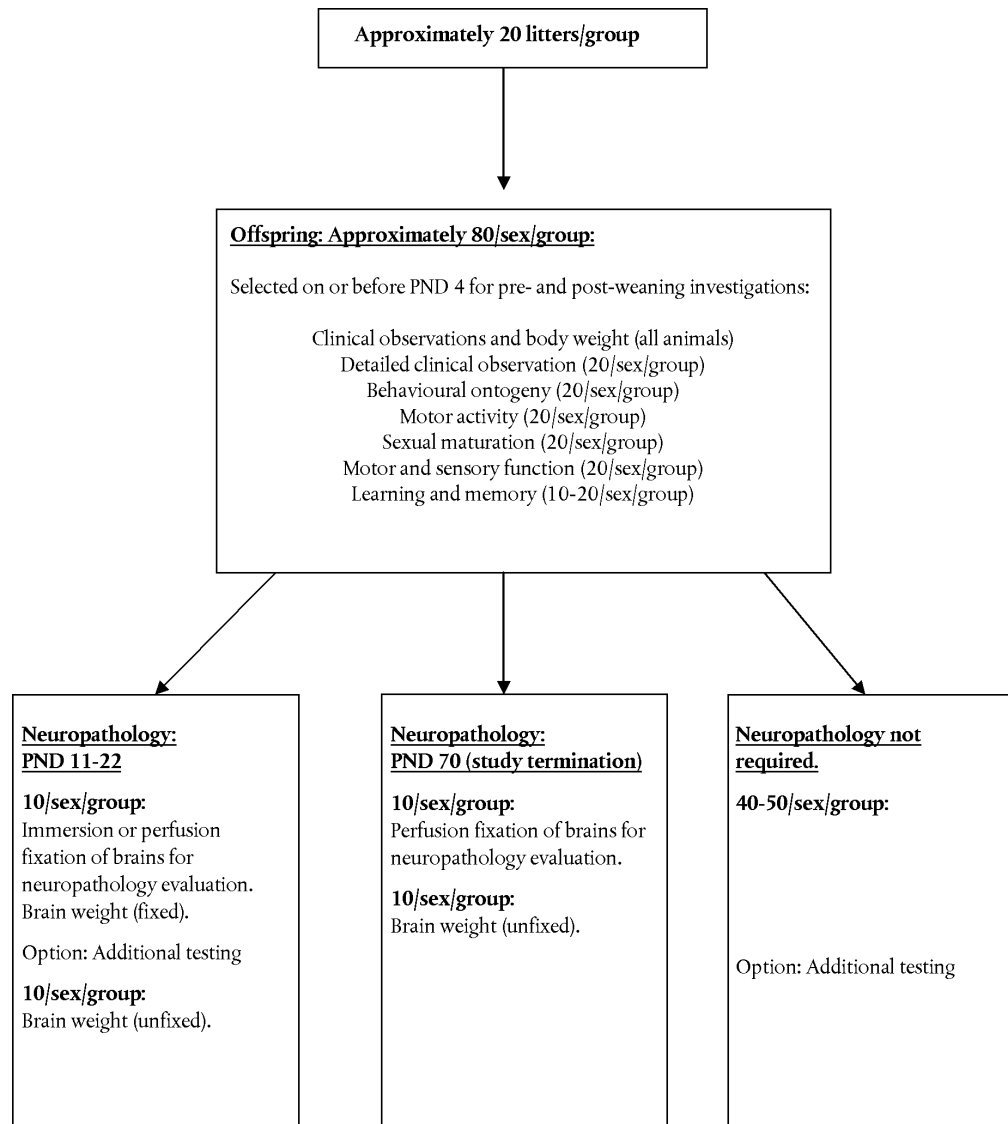 Approximately 20 litters/group
Offspring: Approximately 80/sex/group:
Selected on or before PND 4 for pre- and post-weaning investigations:
Clinical observations and body weight (all animals)
Detailed clinical observation (20/sex/group)
Behavioural ontogeny (20/sex/group)
Motor activity (20/sex/group)
Sexual maturation (20/sex/group)
Motor and sensory function (20/sex/group)
Learning and memory (10-20/sex/group)
Neuropathology:
PND 11-22
10/sex/group:
Immersion or perfusion
fixation of brains for
neuropathology evaluation.
Brain weight (fixed).
Option: Additional testing
10/sex/group:
Brain weight (unfixed).
Neuropathology:
PND 70 (study termination)
10/sex/group:
Perfusion fixation of brains for
neuropathology evaluation.
10/sex/group:
Brain weight (unfixed).
Neuropathology not
required.
40-50/sex/group:
Option: Additional testing